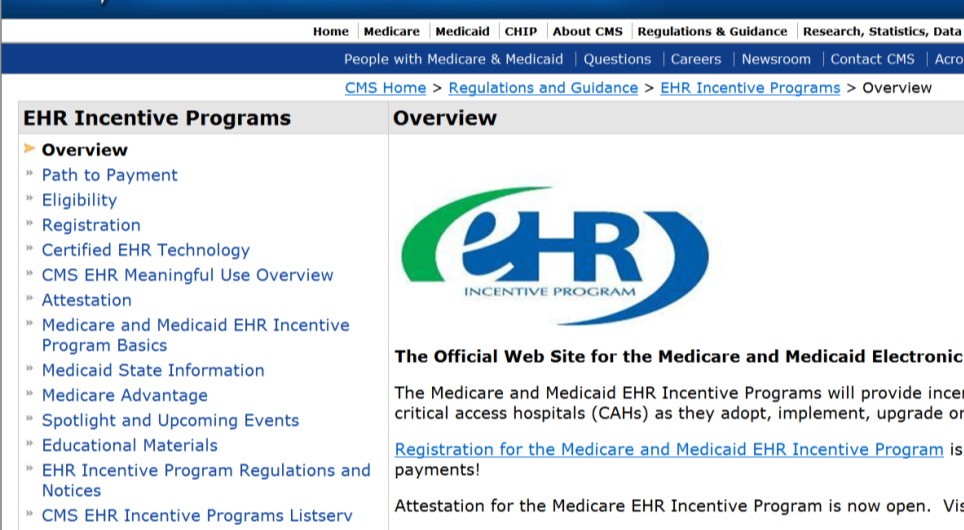 Home Medicare Medicaid CHIP About CMS Regulations & Guidance Research, Statistics, Data
People with Medicare & Medicaid Questions Careers Newsroom Contact CMS
CMS Home > Regulations and Guidance > EHR Incentive Programs > Overview
EHR Incentive Programs
Overview
Path to Payment
Eligibility
Registration
Certified EHR Technology
CMS EHR Meaningful Use Overview
Attestation
Medicare and Medicaid EHR Incentive
Program Basics
Medicaid State Information
Medicare Advantage
Spotlight and Upcoming Events
Educational Materials
EHR Incentive Program Regulations and
Notices
CMS EHR Incentive Programs Listserv
Overview
eHR
INCENTIVE PROGRAM
The Official Web Site for the Medicare and Medicaid Electronic
The Medicare and Medicaid EHR Incentive Programs will provide
critical access hospitals (CAHs) as they adopt, implement, upgrade or
Registration for the Medicare and Medicaid EHR Incentive Program is
payments!
Attestation for the Medicare EHR Incentive Program is now open.